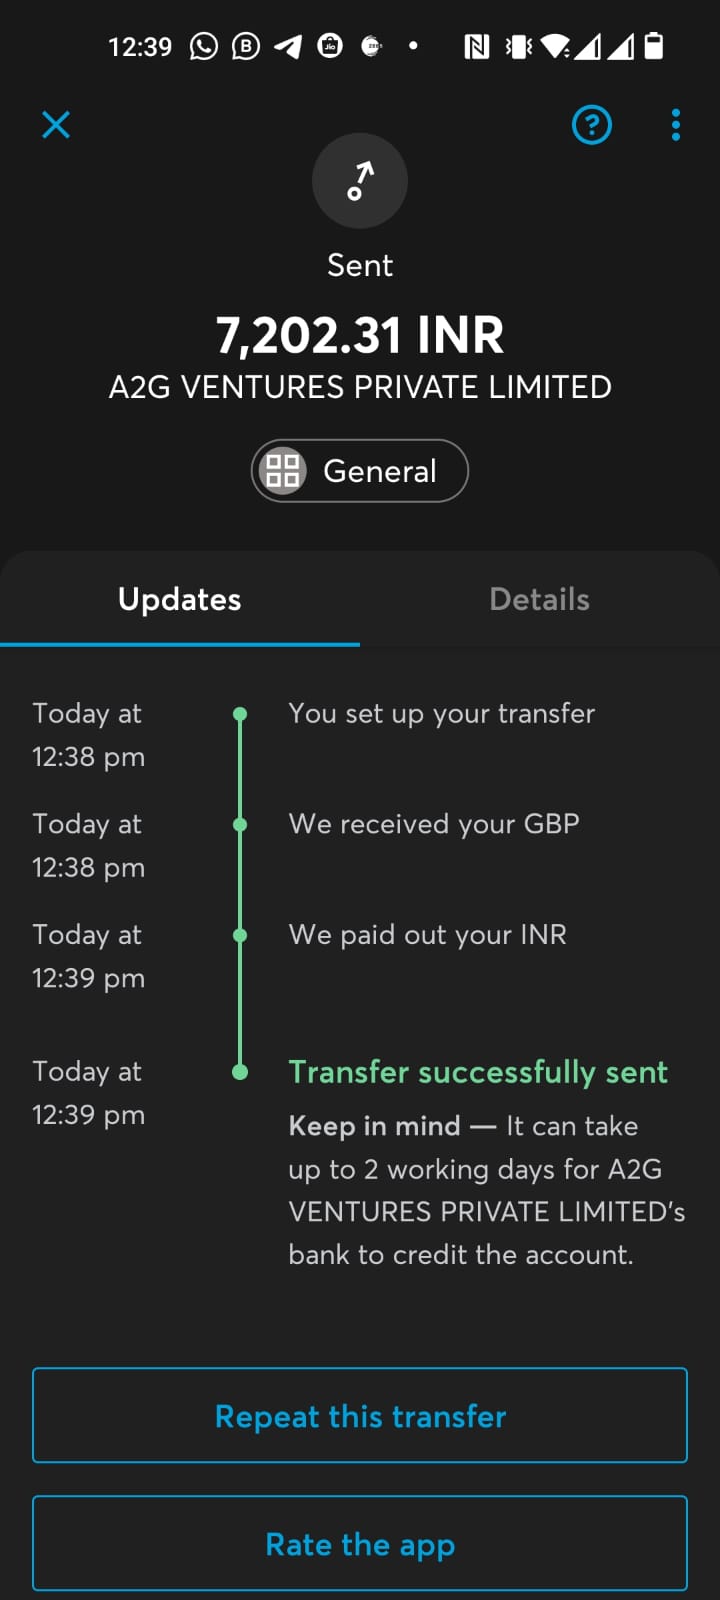 12:39
Sent
7,202.31 INR
A2G VENTURES PRIVATE LIMITED
General
Updates
Details
Today at
12:38 pm
You set up your transfer
Today at
12:38 pm
We received your GBP
Today at
12:39 pm
We paid out your INR
Today at
12:39 pm
Transfer successfully sent
Keep in mind — It can take
up to 2 working days for A2G
VENTURES PRIVATE LIMITED's
bank to credit the account.
Repeat this transfer
Rate the app